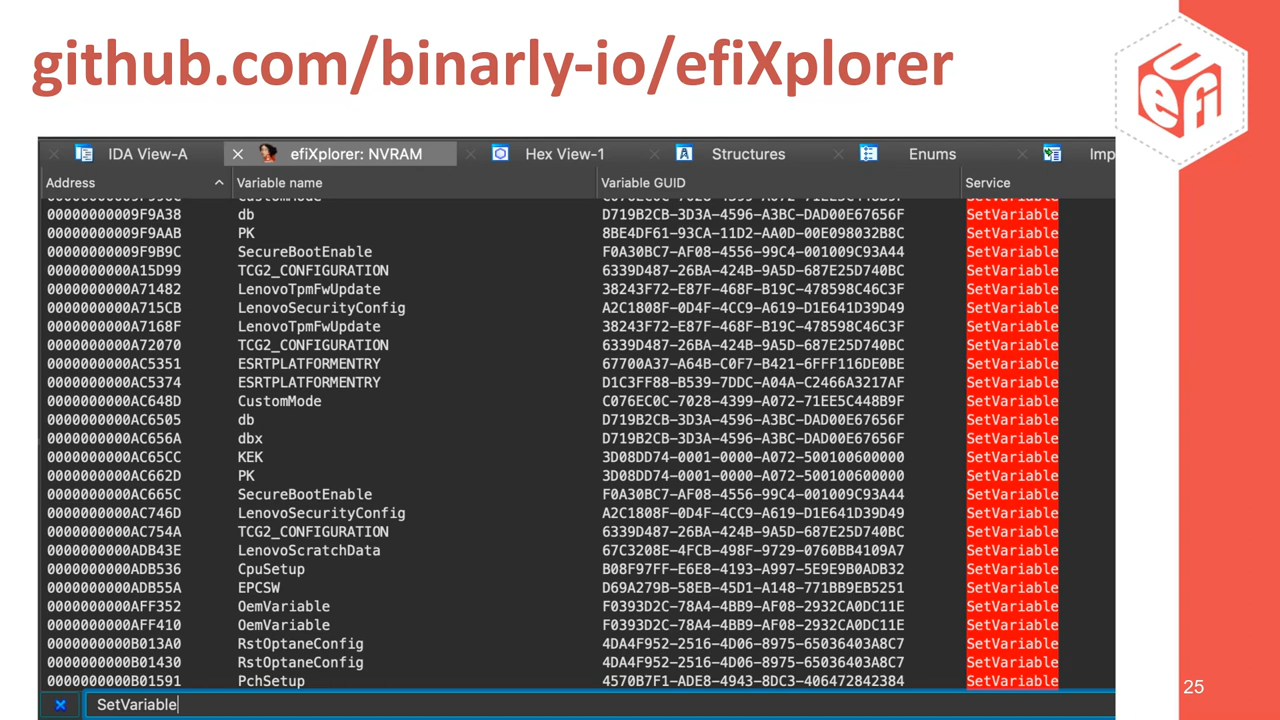 github.com/binarly-io/efiXplorer
UEFI
IDA View-A efiXplorer: NVRAM Hex View-1 Structures Enums Imp
Address Variable name Variable GUID Service
00000000009F9A38 db D719B2CB-3D3A-4596-A3BC-DAD00E67656F SetVariable
00000000009F9AAB PK 8BE4DF61-93CA-11D2-AA0D-00E098032B8C SetVariable
00000000009F9B9C SecureBootEnable F0A30BC7-AF08-4556-99C4-001009C93A44 SetVariable
0000000000A15D99 TCG2_CONFIGURATION 6339D487-26BA-424B-9A5D-687E25D740BC SetVariable
0000000000A71482 LenovoTpmFwUpdate 38243F72-E87F-468F-B19C-478598C46C3F SetVariable
0000000000A715CB LenovoSecurityConfig A2C1808F-0D4F-4CC9-A619-D1E641D39D49 SetVariable
0000000000A7168F LenovoTpmFwUpdate 38243F72-E87F-468F-B19C-478598C46C3F SetVariable
0000000000A72070 TCG2_CONFIGURATION 6339D487-26BA-424B-9A5D-687E25D740BC SetVariable
0000000000AC5351 ESRTPLATFORMENTRY 67700A37-A64B-C0F7-B421-6FFF116DE0BE SetVariable
0000000000AC5374 ESRTPLATFORMENTRY D1C3FF88-B539-7DDC-A04A-C2466A3217AF SetVariable
0000000000AC648D CustomMode C076EC0C-7028-4399-A072-71EE5C448B9F SetVariable
0000000000AC6505 db D719B2CB-3D3A-4596-A3BC-DAD00E67656F SetVariable
0000000000AC656A dbx D719B2CB-3D3A-4596-A3BC-DAD00E67656F SetVariable
0000000000AC65CC KEK 3D08DD74-0001-0000-A072-500100600000 SetVariable
0000000000AC662D PK 3D08DD74-0001-0000-A072-500100600000 SetVariable
0000000000AC665C SecureBootEnable F0A30BC7-AF08-4556-99C4-001009C93A44 SetVariable
0000000000AC746D LenovoSecurityConfig A2C1808F-0D4F-4CC9-A619-D1E641D39D49 SetVariable
0000000000AC754A TCG2_CONFIGURATION 6339D487-26BA-424B-9A5D-687E25D740BC SetVariable
0000000000ADB43E LenovoScratchData 67C3208E-4FCB-498F-9729-0760BB4109A7 SetVariable
0000000000ADB536 CpuSetup B08F97FF-E6E8-4193-A997-5E9E9B0ADB32 SetVariable
0000000000ADB55A EPCSW D69A279B-58EB-45D1-A148-771BB9EB5251 SetVariable
0000000000AFF352 OemVariable F0393D2C-78A4-4BB9-AF08-2932CA0DC11E SetVariable
0000000000AFF410 OemVariable F0393D2C-78A4-4BB9-AF08-2932CA0DC11E SetVariable
0000000000B013A0 RstOptaneConfig 4DA4F952-2516-4D06-8975-65036403A8C7 SetVariable
0000000000B01430 RstOptaneConfig 4DA4F952-2516-4D06-8975-65036403A8C7 SetVariable
0000000000B01591 PchSetup 4570B7F1-ADE8-4943-8DC3-406472842384 SetVariable
SetVariable
25